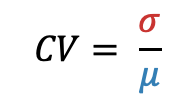 CV = σ/μ